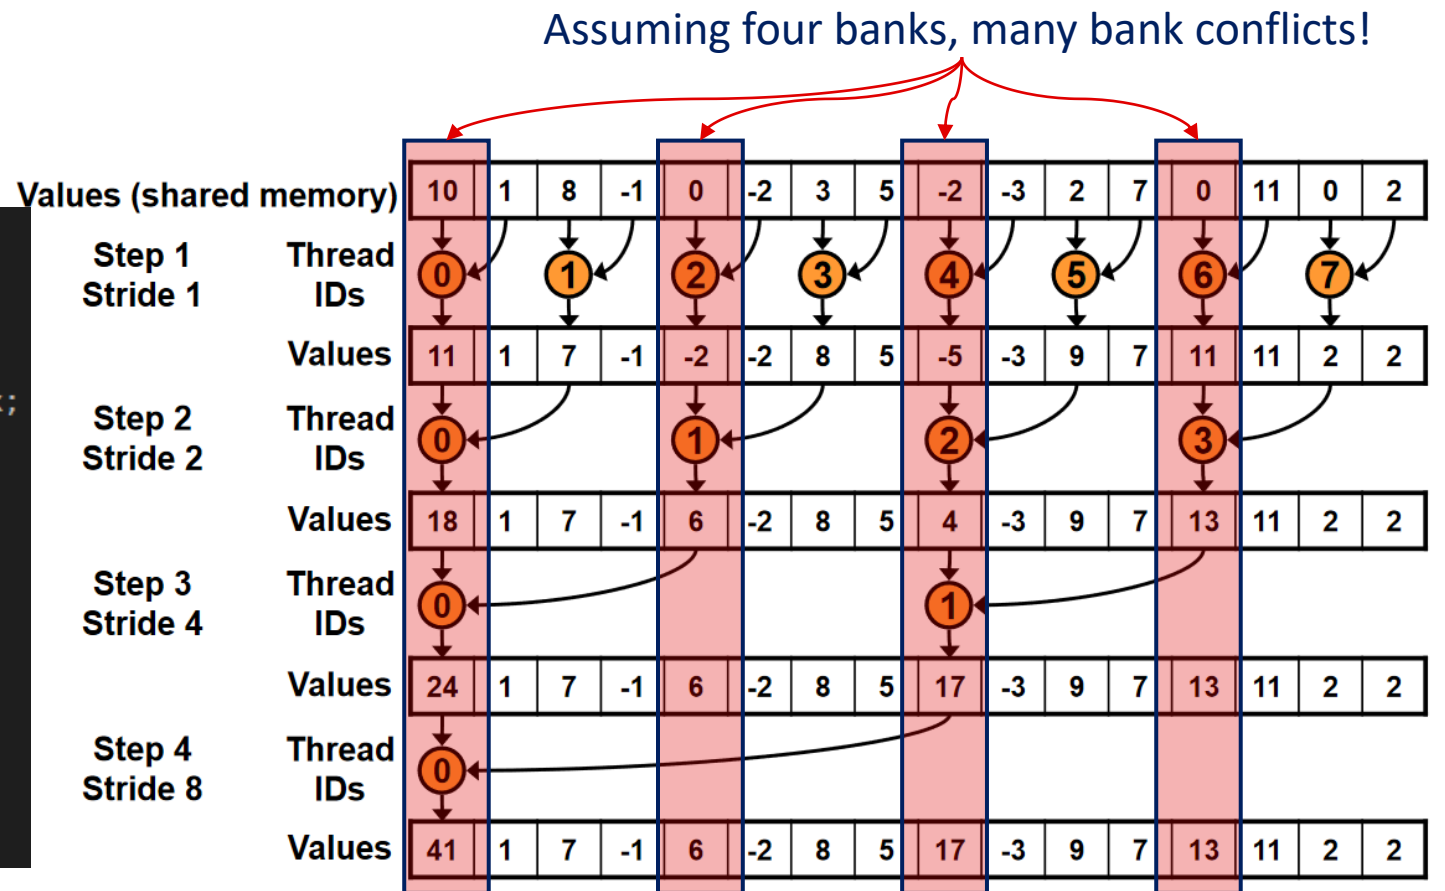 Assuming four banks, many bank conflicts!
Values (shared memory) 10 1 8 -1 0 -2 3 5 -2 -3 2 7 0 11 0 2
Step 1 Thread
Stride 1 IDs
0 1 2 3 4 5 6 7
Values 11 1 7 -1 -2 -2 8 5 -5 -3 9 7 11 11 2 2
;
Step 2 Thread
Stride 2 IDs
0 1 2 3
Values 18 1 7 -1 6 -2 8 5 4 -3 9 7 13 11 2 2
Step 3 Thread
Stride 4 IDs
0 1
Values 24 1 7 -1 6 -2 8 5 17 -3 9 7 13 11 2 2
Step 4 Thread
Stride 8 IDs
0
Values 41 1 7 -1 6 -2 8 5 17 -3 9 7 13 11 2 2